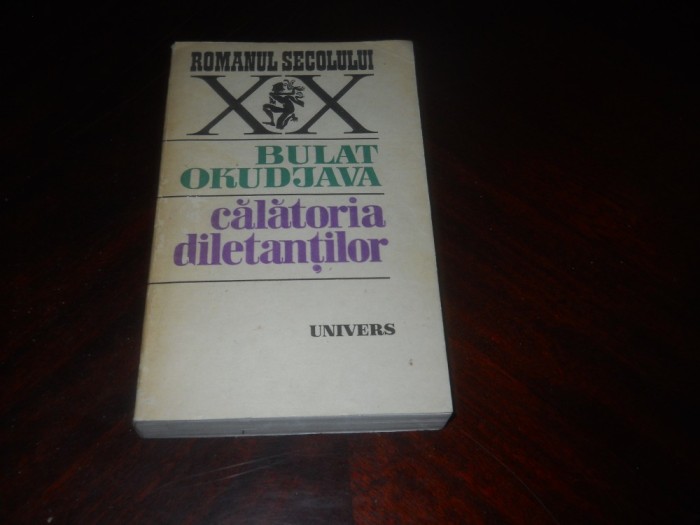 ROMANUL SECOLULUI
XX
BULAT
OKUDJAVA
călătoria
diletanților
UNIVERS